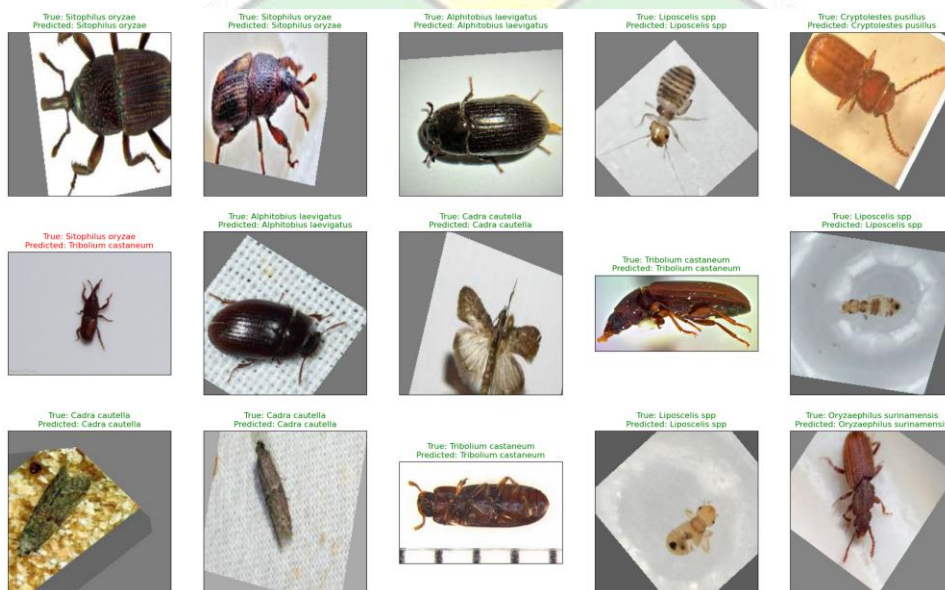 True: Sitophilus oryzae
Predicted: Sitophilus oryzae
True: Sitophilus oryzae
Predicted: Sitophilus oryzae
True: Alphitobius laevigatus
Predicted: Alphitobius laevigatus
True: Liposcelis spp
Predicted: Liposcelis spp
True: Cryptolestes pusillus
Predicted: Cryptolestes pusillus
True: Sitophilus oryzae
Predicted: Tribolium castaneum
True: Alphitobius laevigatus
Predicted: Alphitobius laevigatus
True: Cadra cautella
Predicted: Cadra cautella
True: Tribolium castaneum
Predicted: Tribolium castaneum
True: Liposcelis spp
Predicted: Liposcelis spp
True: Cadra cautella
Predicted: Cadra cautella
True: Cadra cautella
Predicted: Cadra cautella
True: Tribolium castaneum
Predicted: Tribolium castaneum
True: Liposcelis spp
Predicted: Liposcelis spp
True: Oryzaephilus surinamensis
Predicted: Oryzaephilus surinamensis